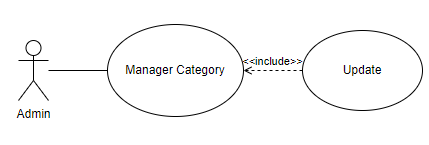 Manager Category
<<include>>
Update
Admin